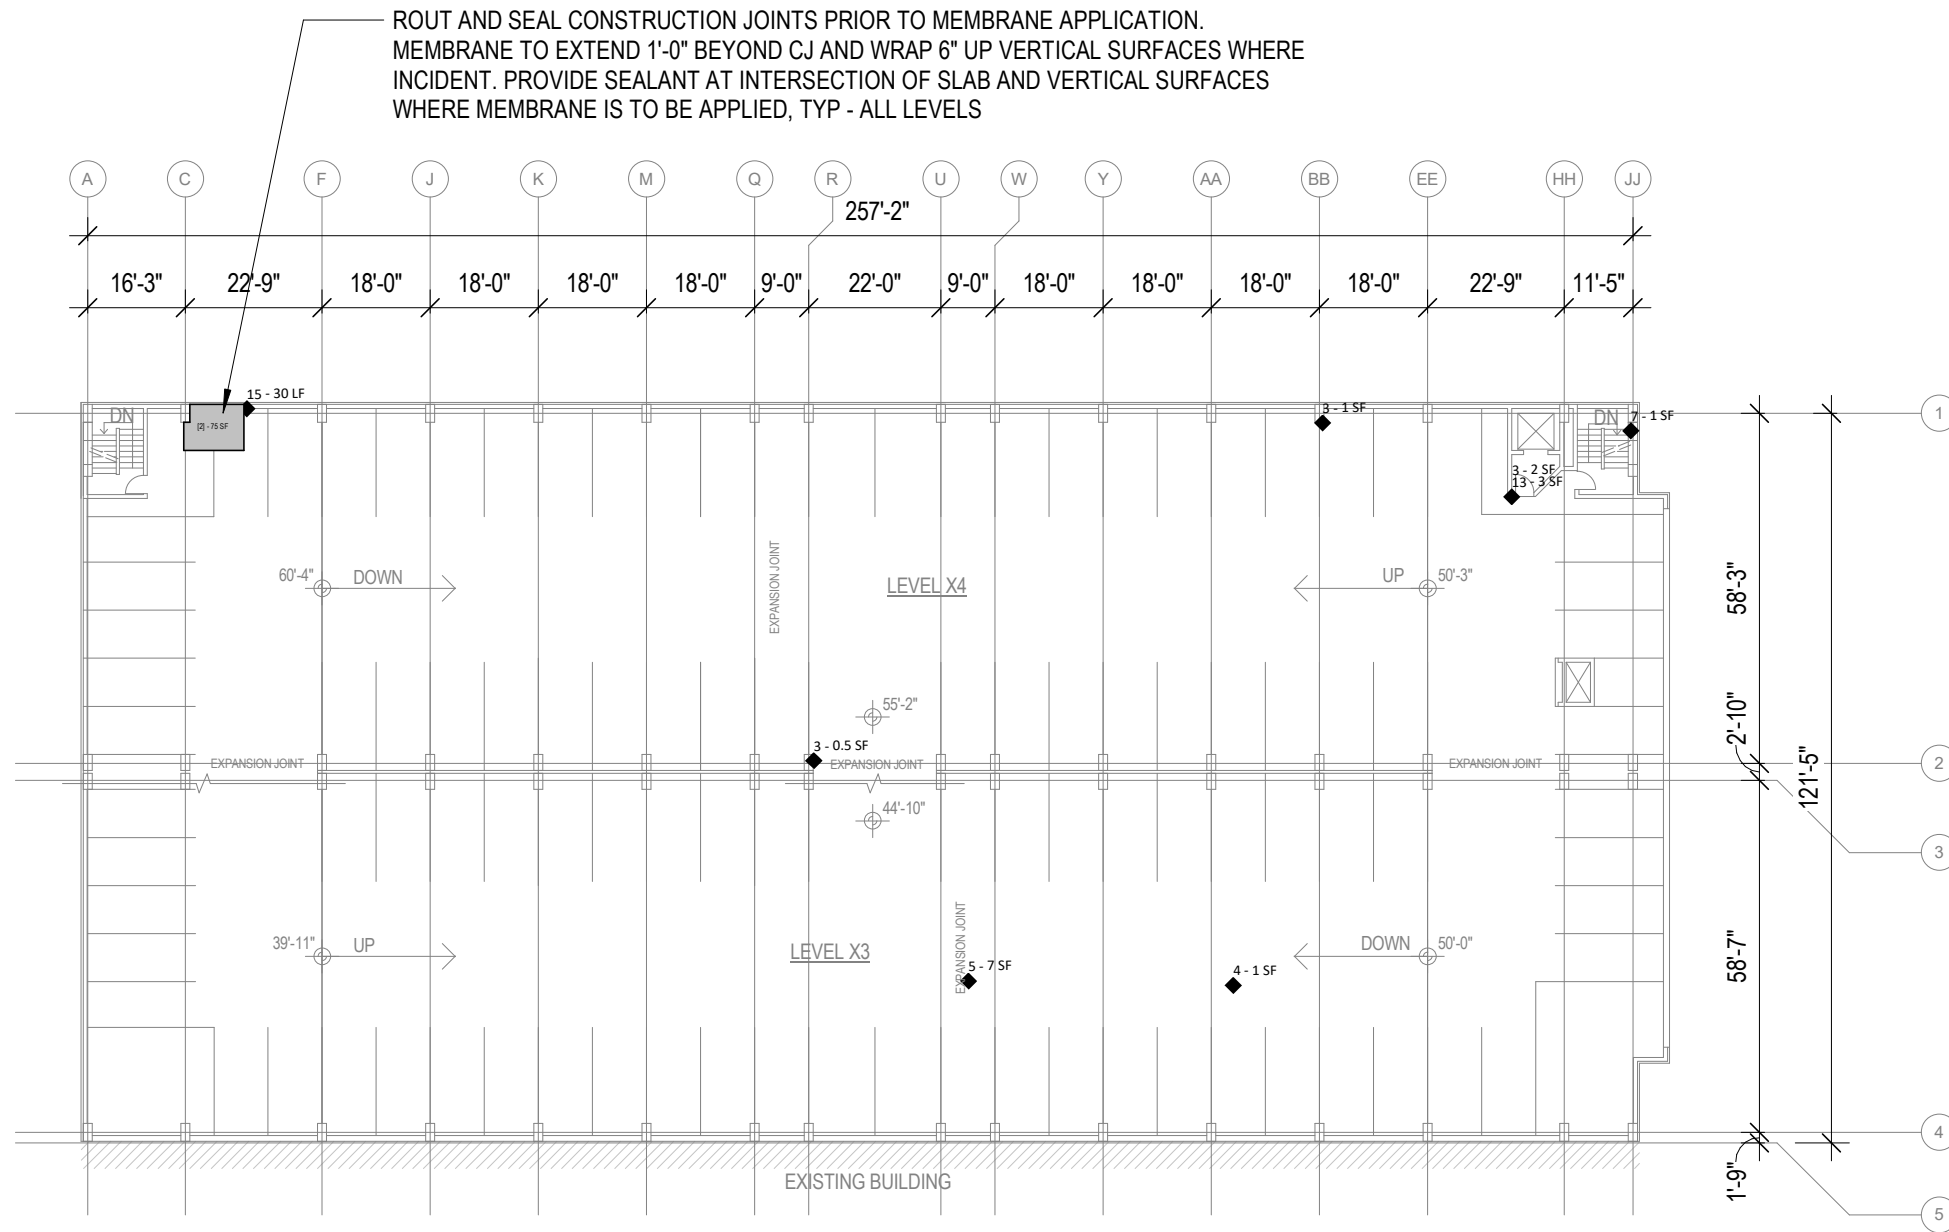 ROUT AND SEAL CONSTRUCTION JOINTS PRIOR TO MEMBRANE APPLICATION.
MEMBRANE TO EXTEND 1'-0" BEYOND CJ AND WRAP 6" UP VERTICAL SURFACES WHERE
INCIDENT. PROVIDE SEALANT AT INTERSECTION OF SLAB AND VERTICAL SURFACES
WHERE MEMBRANE IS TO BE APPLIED, TYP - ALL LEVELS
A C F J K M Q R U W Y AA BB EE HH JJ
257'-2"
16'-3" 22'-9" 18'-0" 18'-0" 18'-0" 18'-0" 9'-0" 22'-0" 9'-0" 18'-0" 18'-0" 18'-0" 18'-0" 22'-9" 11'-5"
15 - 30 LF
3 - 1 SF
DN
DN
7 - 1 SF
1
[2] - 75 SF
3 - 2 SF
13 - 3 SF
EXPANSION JOINT
60'-4"
DOWN
LEVEL X4
UP
50'-3"
58'-3"
55'-2"
2'-10"
3 - 0.5 SF
EXPANSION JOINT
EXPANSION JOINT
EXPANSION JOINT
2
121'-5"
44'-10"
3
39'-11"
UP
LEVEL X3
EXPANSION JOINT
5 - 7 SF
4 - 1 SF
DOWN
50'-0"
58'-7"
4
EXISTING BUILDING
1'-9"
5